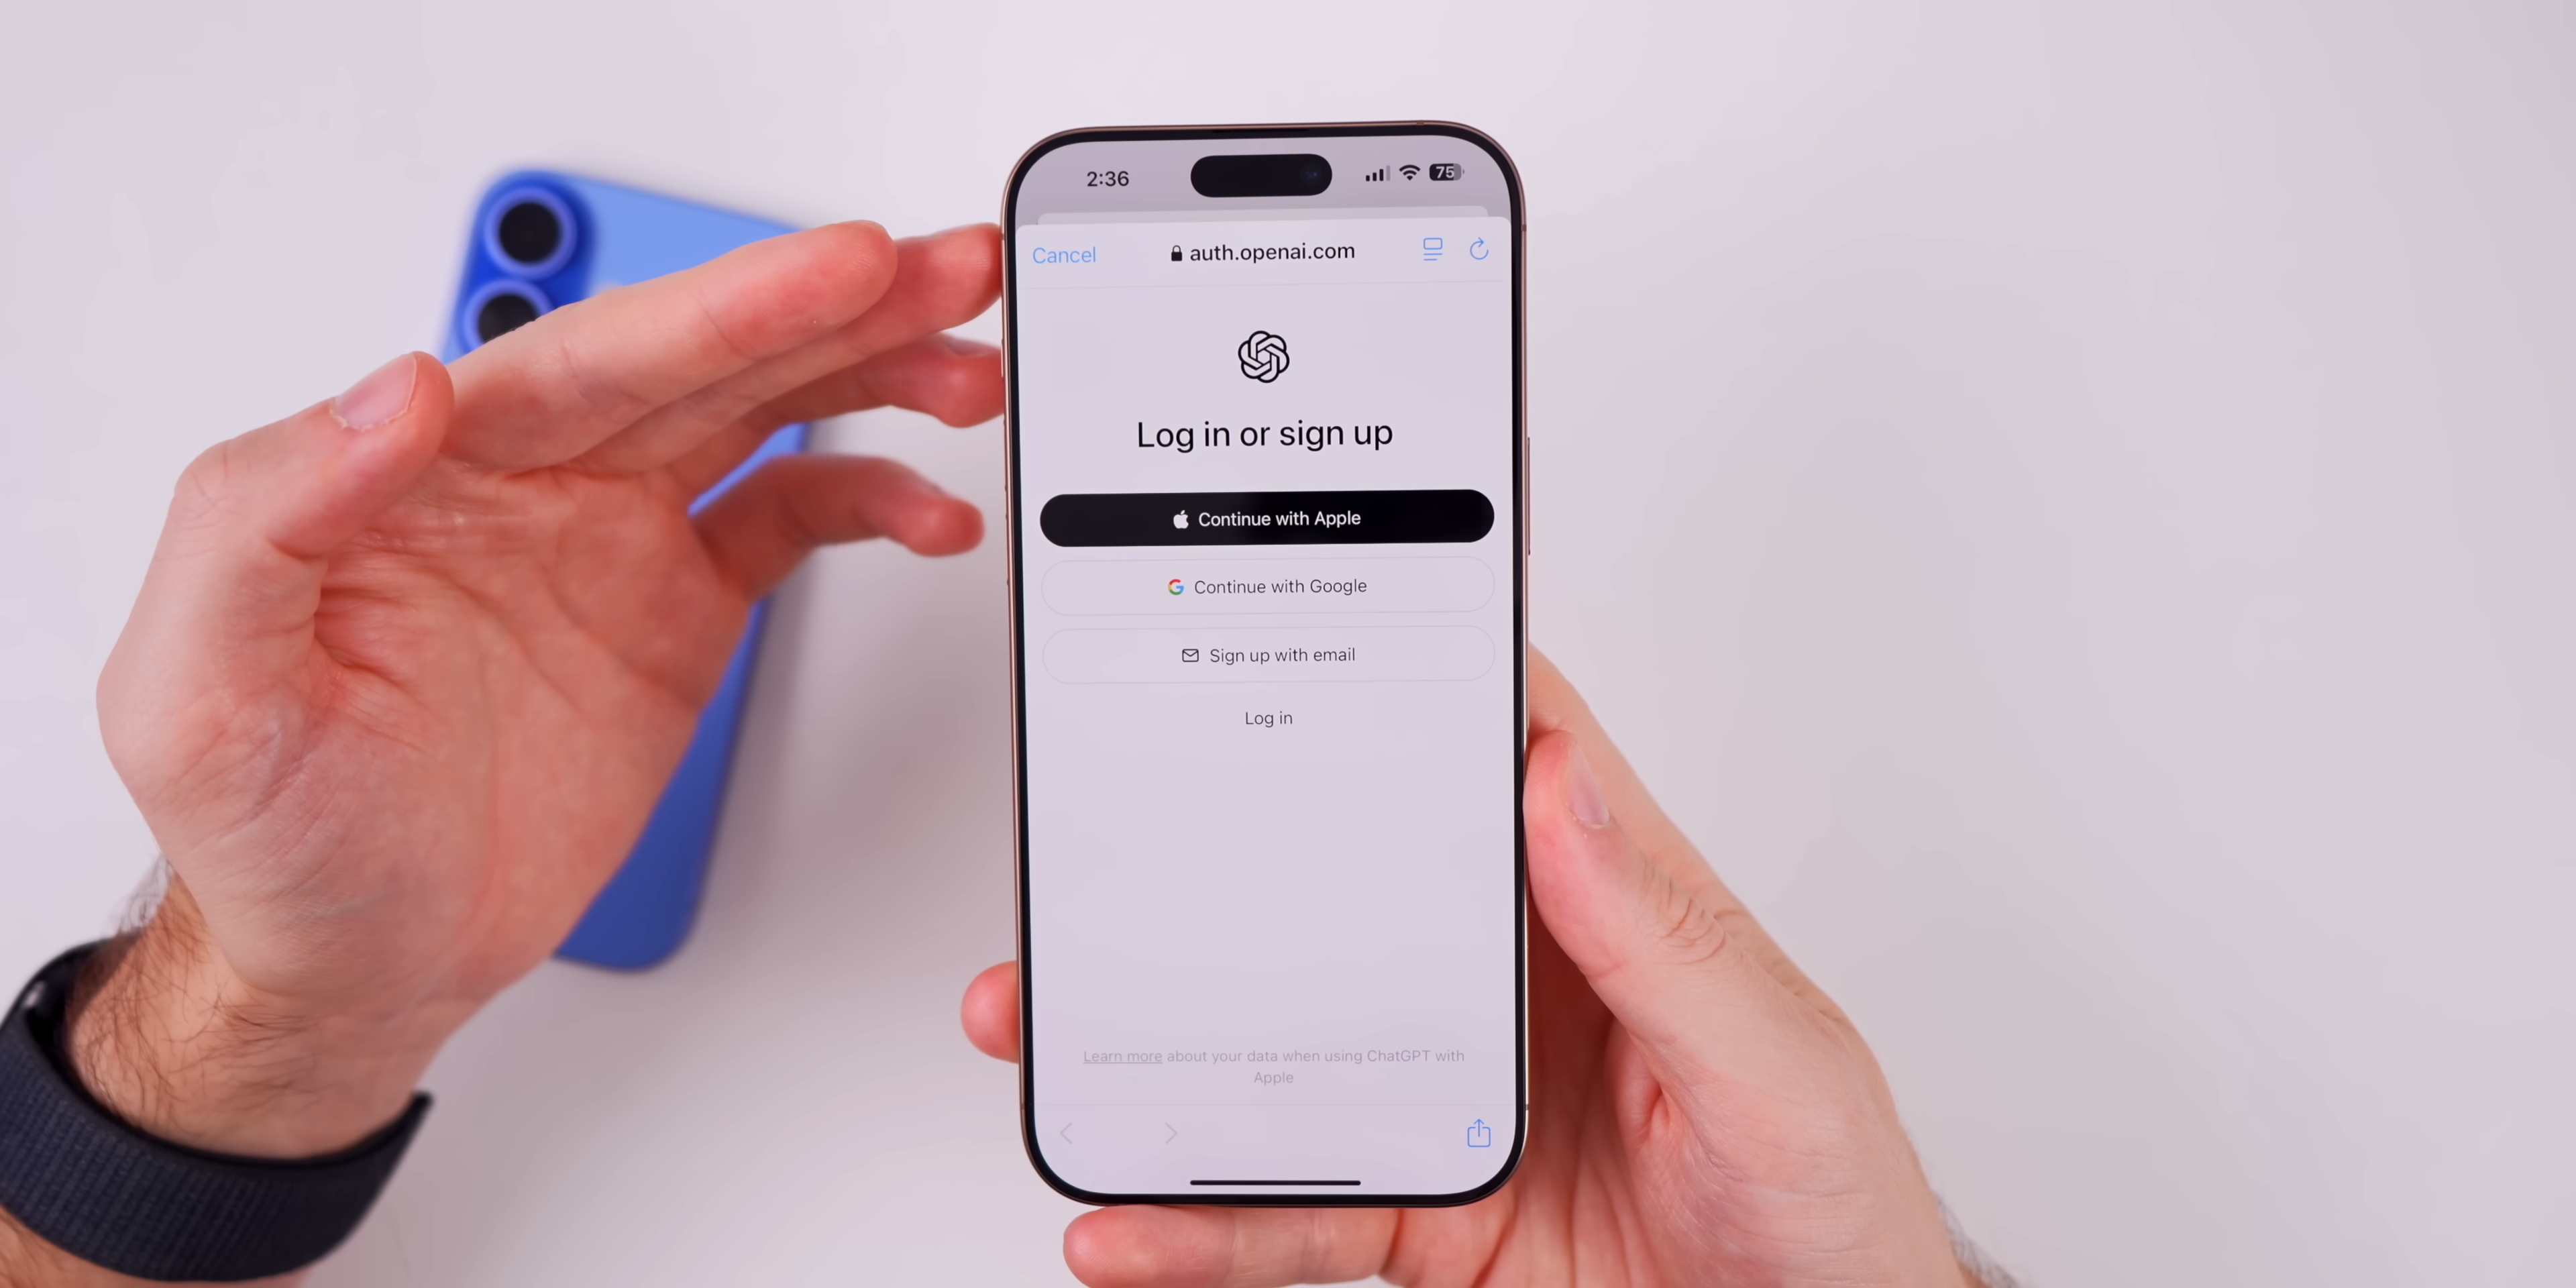 2:36
75
Cancel
auth.openai.com
Log in or sign up
Continue with Apple
Continue with Google
Sign up with email
Log in
Learn more about your data when using ChatGPT with
Apple